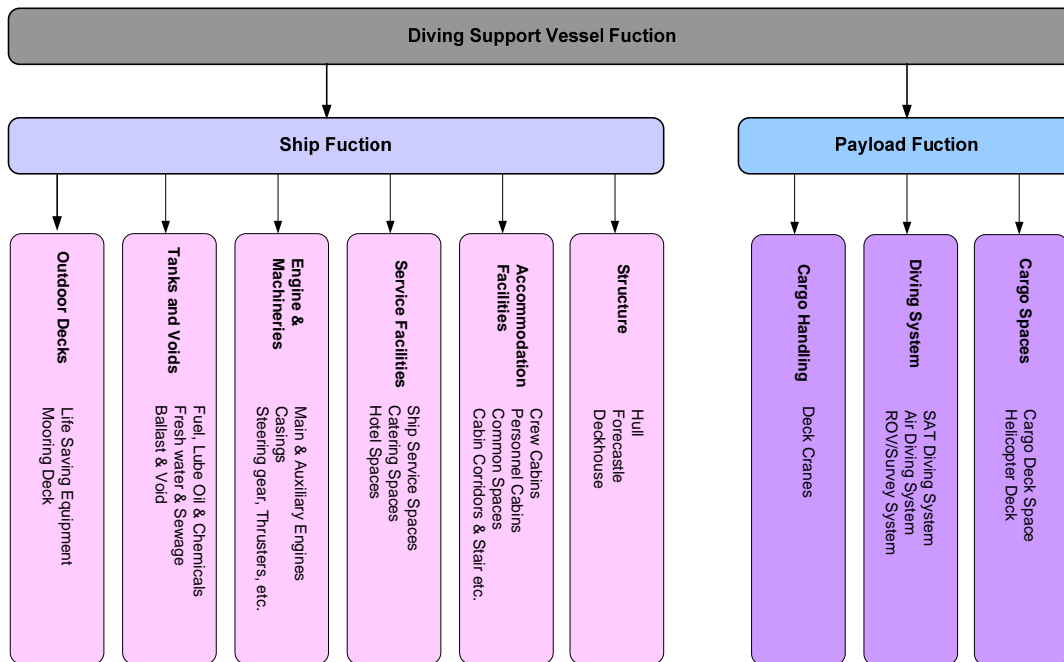 Diving Support Vessel Fuction
Ship Fuction
Payload Fuction
Outdoor Decks
Life Saving Equipment
Mooring Deck
Tanks and Voids
Fuel, Lube Oil & Chemicals
Fresh water & Sewage
Ballast & Void
Engine &
Machineries
Main & Auxiliary Engines
Casings
Steering gear, Thrusters, etc.
Service Facilities
Ship Service Spaces
Catering Spaces
Hotel Spaces
Accommodation
Facilities
Crew Cabins
Personnel Cabins
Common Spaces
Cabin Corridors & Stair etc.
Structure
Hull
Forecastle
Deckhouse
Cargo Handling
Deck Cranes
Diving System
SAT Diving System
Air Diving System
ROV/Survey System
Cargo Spaces
Cargo Deck Space
Helicopter Deck